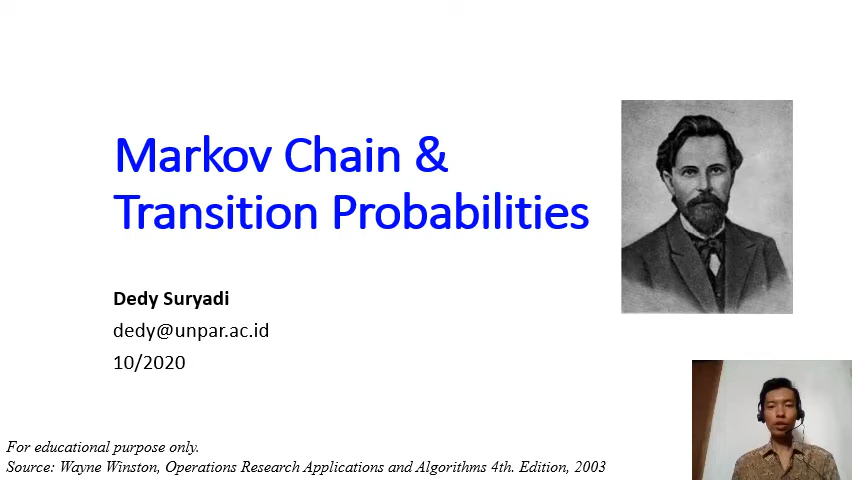 Markov Chain &
Transition Probabilities
Dedy Suryadi
dedy@unpar.ac.id
10/2020
For educational purpose only.
Source: Wayne Winston, Operations Research Applications and Algorithms 4th. Edition, 2003